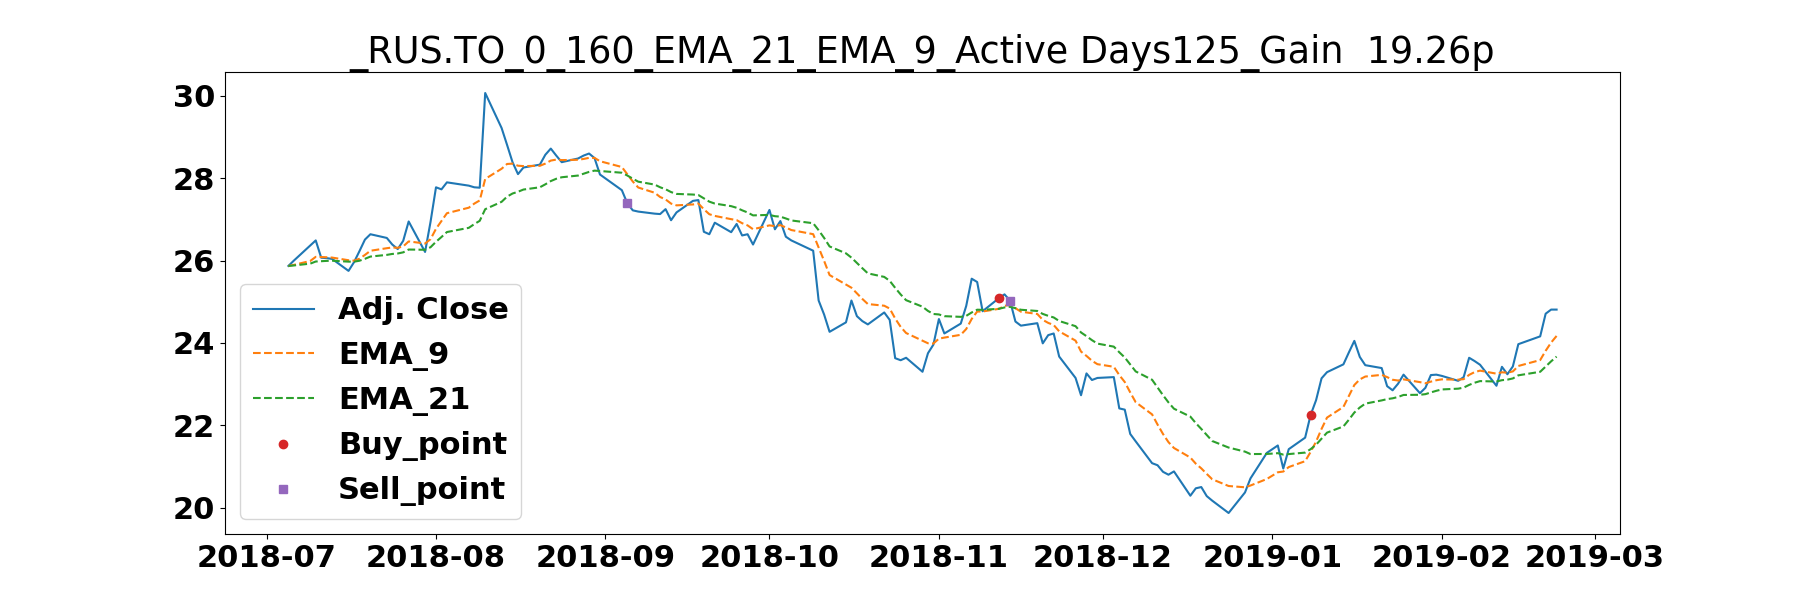 _RUS.TO_0_160_EMA_21_EMA_9_Active Days125_Gain  19.26p
30
28
26
24
22
20
Adj. Close
EMA_9
EMA_21
Buy_point
Sell_point
2018-07 2018-08 2018-09 2018-10 2018-11 2018-12 2019-01 2019-02 2019-03